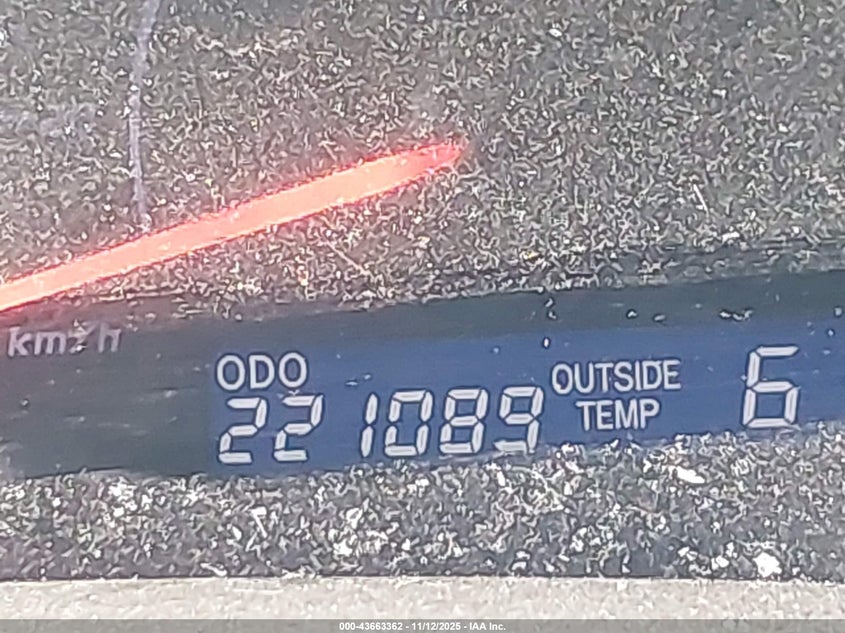 km/h
ODO
221089
OUTSIDE
TEMP
6
000-43663362 - 11/12/2025 - IAA Inc.